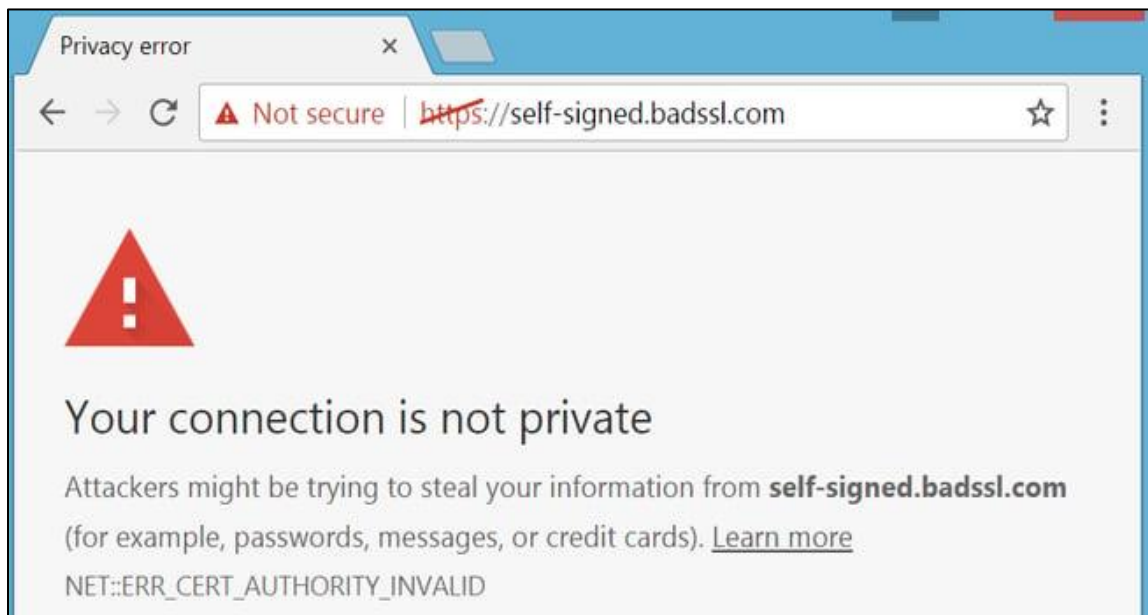 Privacy error
Not secure https://self-signed.badssl.com
Your connection is not private
Attackers might be trying to steal your information from self-signed.badssl.com
(for example, passwords, messages, or credit cards). Learn more
NET::ERR_CERT_AUTHORITY_INVALID